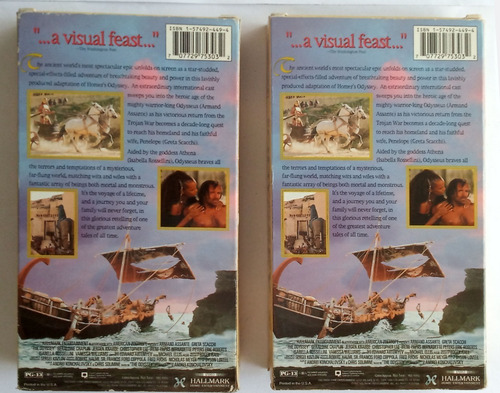 ISBN 1-57492-449-4
"...a visual feast..."
-The Washington Post
The ancient world's most spectacular epic unfolds on screen as a star-studded,
special-effects-filled adventure of breathtaking beauty and power in this lavishly
produced adaptation of Homer's Odyssey. An extraordinary international cast
sweeps you into the heroic age of the
mighty warrior-king Odysseus (Armand
Assante) as his victorious return from the
Trojan War becomes a decade-long quest
to reach his homeland and his faithful
wife, Penelope (Greta Scacchi).
Aided by the goddess Athena
(Isabella Rossellini), Odysseus braves all
the terrors and temptations of a mysterious,
far-flung world, matching wits and wiles with a
fantastic array of beings both mortal and monstrous.
It's the voyage of a lifetime,
and a journey you and your
family will never forget, in
this glorious retelling of one
of the greatest adventure
tales of all time.
HALLMARK ENTERTAINMENT
PG-13
HALLMARK
HOME ENTERTAINMENT
Printed in the U.S.A.
ISBN 1-57492-449-4
"...a visual feast..."
-The Washington Post
The ancient world's most spectacular epic unfolds on screen as a star-studded,
special-effects-filled adventure of breathtaking beauty and power in this lavishly
produced adaptation of Homer's Odyssey. An extraordinary international cast
sweeps you into the heroic age of the
mighty warrior-king Odysseus (Armand
Assante) as his victorious return from the
Trojan War becomes a decade-long quest
to reach his homeland and his faithful
wife, Penelope (Greta Scacchi).
Aided by the goddess Athena
(Isabella Rossellini), Odysseus braves all
the terrors and temptations of a mysterious,
far-flung world, matching wits and wiles with a
fantastic array of beings both mortal and monstrous.
It's the voyage of a lifetime,
and a journey you and your
family will never forget, in
this glorious retelling of one
of the greatest adventure
tales of all time.
HALLMARK ENTERTAINMENT
PG-13
HALLMARK
HOME ENTERTAINMENT
Printed in the U.S.A.